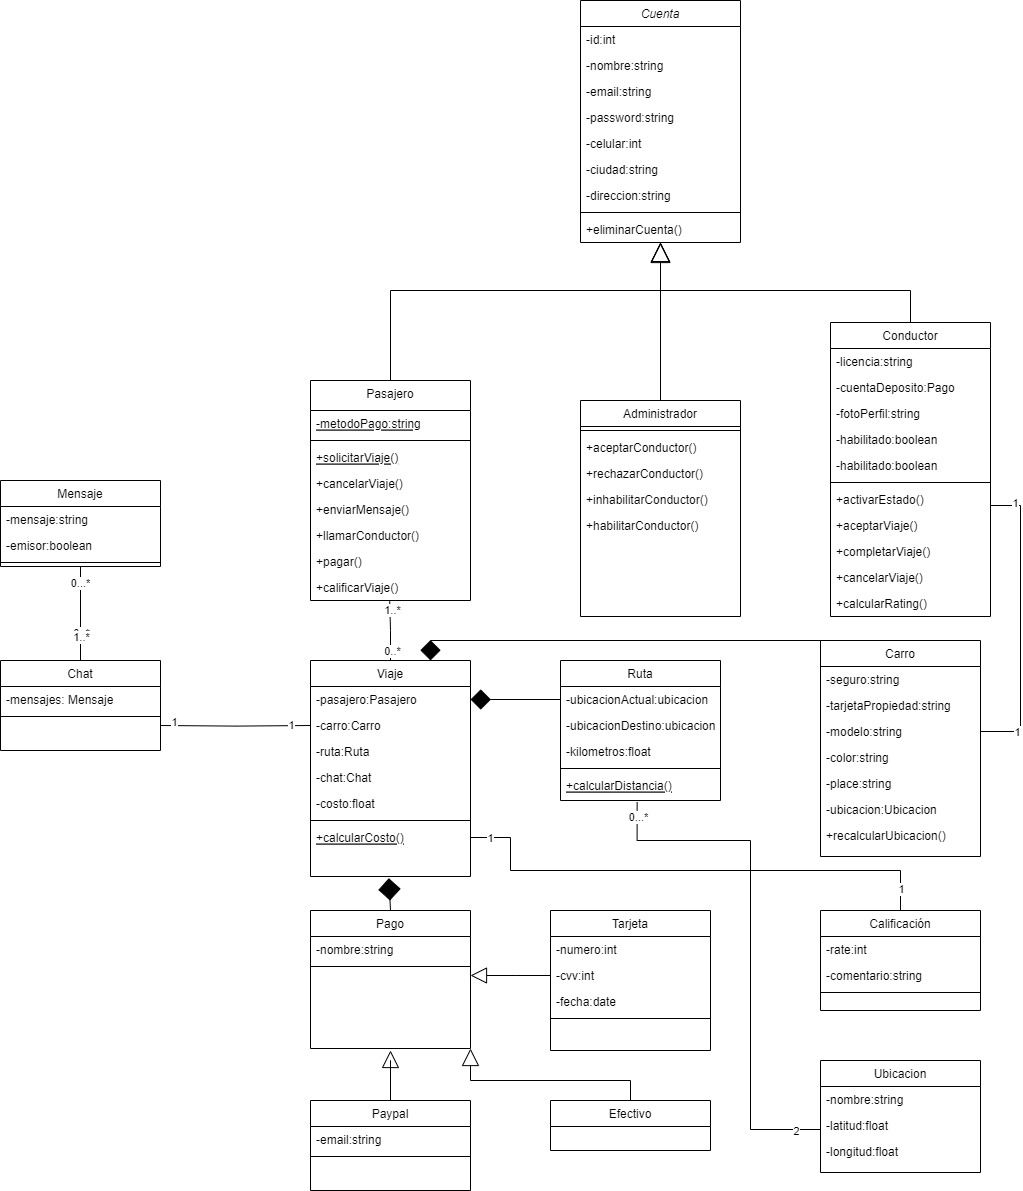 Cuenta
-id:int
-nombre:string
-email:string
-password:string
-celular:int
-ciudad:string
-direccion:string
+eliminarCuenta()
Conductor
-licencia:string
-cuentaDeposito:Pago
-fotoPerfil:string
-habilitado:boolean
-habilitado:boolean
+activarEstado()
+aceptarViaje()
+completarViaje()
+cancelarViaje()
+calcularRating()
1
Pasajero
-metodoPago:string
+solicitarViaje()
+cancelarViaje()
+enviarMensaje()
+llamarConductor()
+pagar()
+calificarViaje()
1..*
0..*
Administrador
+aceptarConductor()
+rechazarConductor()
+inhabilitarConductor()
+habilitarConductor()
Mensaje
-mensaje:string
-emisor:boolean
0...*
1..*
Chat
-mensajes: Mensaje
1
1
Viaje
-pasajero:Pasajero
-carro:Carro
-ruta:Ruta
-chat:Chat
-costo:float
+calcularCosto()
1
Ruta
-ubicacionActual:ubicacion
-ubicacionDestino:ubicacion
-kilometros:float
+calcularDistancia()
0...*
Carro
-seguro:string
-tarjetaPropiedad:string
-modelo:string
-color:string
-place:string
-ubicacion:Ubicacion
+recalcularUbicacion()
1
1
Pago
-nombre:string
Tarjeta
-numero:int
-cvv:int
-fecha:date
Calificación
-rate:int
-comentario:string
Ubicacion
-nombre:string
-latitud:float
-longitud:float
2
Paypal
-email:string
Efectivo